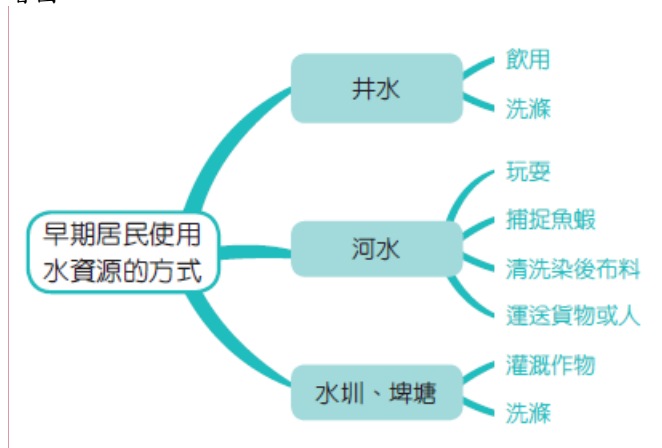 早期居民使用
水資源的方式
井水
飲用
洗滌
河水
玩耍
捕捉魚蝦
清洗染後布料
運送貨物或人
水圳、埤塘
灌溉作物
洗滌